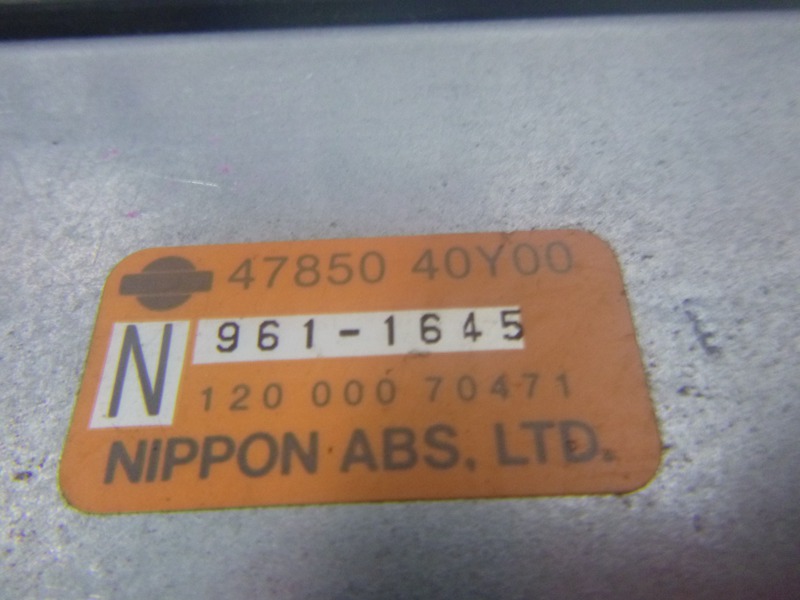 47850 40Y00
N 961-1645
120 000 70471
NIPPON ABS, LTD.